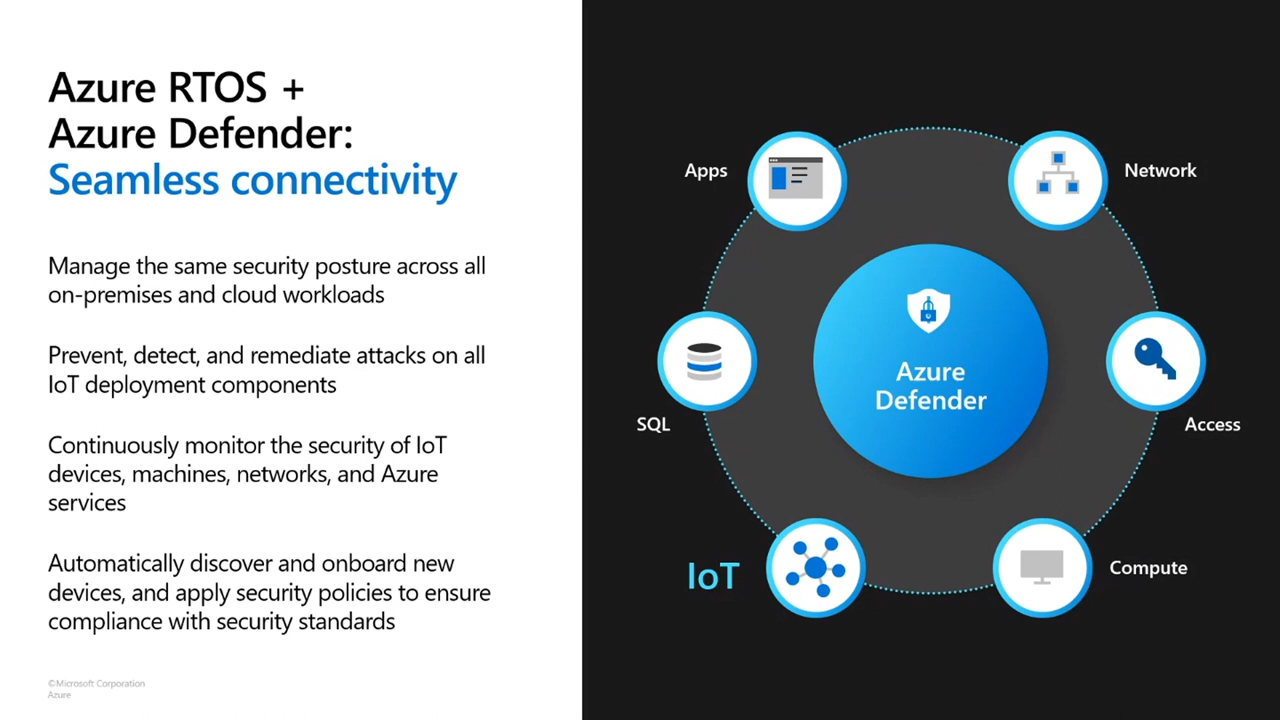 Azure RTOS +
Azure Defender:
Seamless connectivity
Manage the same security posture across all
on-premises and cloud workloads
Prevent, detect, and remediate attacks on all
IoT deployment components
Continuously monitor the security of IoT
devices, machines, networks, and Azure
services
Automatically discover and onboard new
devices, and apply security policies to ensure
compliance with security standards
©Microsoft Corporation
Azure
Apps
Network
Azure
Defender
SQL
Access
IoT
Compute